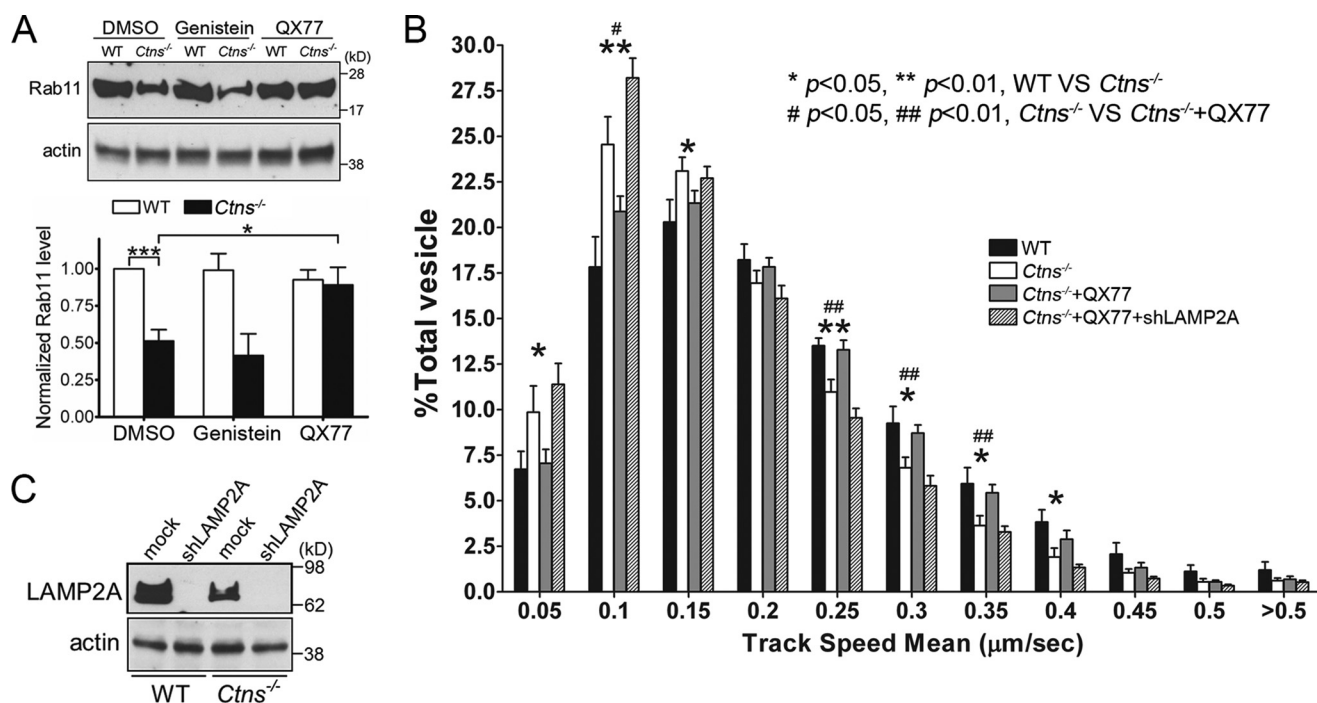 A
DMSO Genistein QX77
WT Ctns-/- WT Ctns-/- WT Ctns-/- (kD)
Rab11
28
17
actin
38
WT Ctns-/-
Normalized Rab11 level
1.00
0.75
0.50
0.25
0.00
*** *
DMSO Genistein QX77
B
* p<0.05, ** p<0.01, WT VS Ctns-/-
# p<0.05, ## p<0.01, Ctns-/- VS Ctns-/-+QX77
%Total vesicle
30.0
27.5
25.0
22.5
20.0
17.5
15.0
12.5
10.0
7.5
5.0
2.5
0.0
WT
Ctns-/-
Ctns-/-+QX77
Ctns-/-+QX77+shLAMP2A
# ## ## ##
* ** * ** * * *
0.05 0.1 0.15 0.2 0.25 0.3 0.35 0.4 0.45 0.5 >0.5
Track Speed Mean (μm/sec)
C
mock shLAMP2A mock shLAMP2A (kD)
LAMP2A
98
62
actin
38
WT Ctns-/-